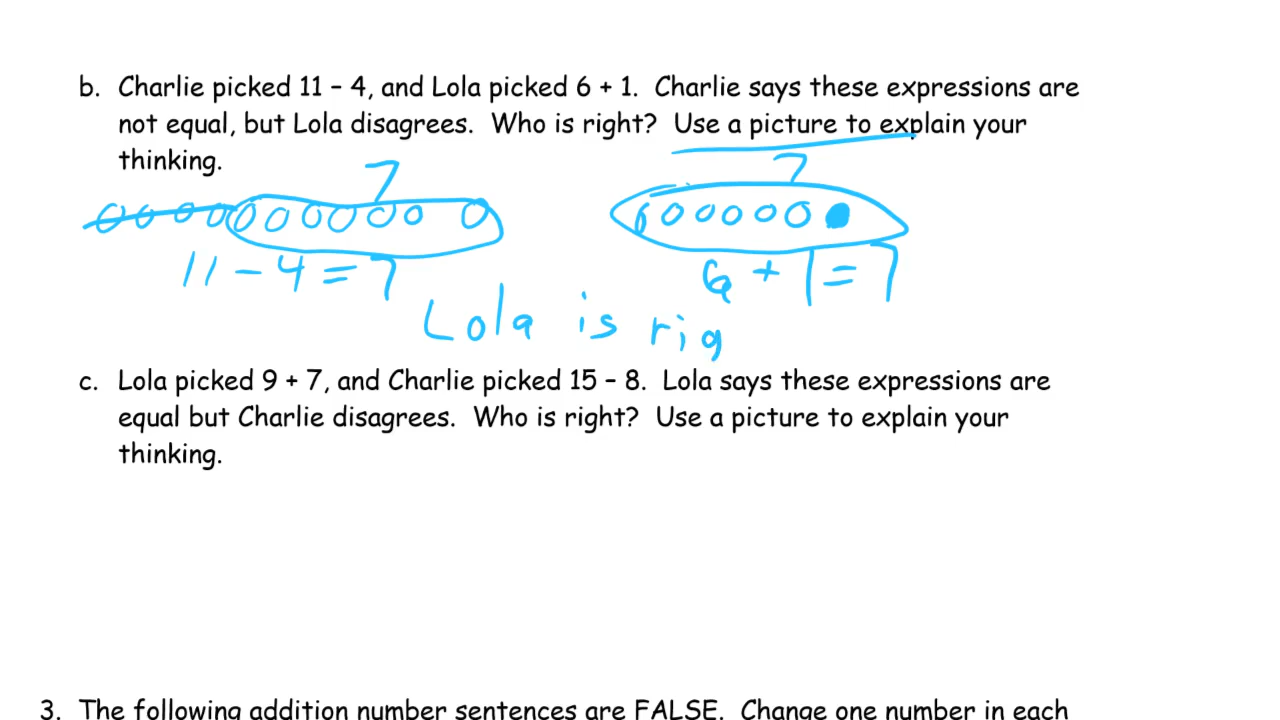 b. Charlie picked 11 – 4, and Lola picked 6 + 1. Charlie says these expressions are
not equal, but Lola disagrees. Who is right? Use a picture to explain your
thinking.
7 7
11 - 4 = 7 6 + 1 = 7
Lola is rig
c. Lola picked 9 + 7, and Charlie picked 15 – 8. Lola says these expressions are
equal but Charlie disagrees. Who is right? Use a picture to explain your
thinking.
3. The following addition number sentences are FALSE. Change one number in each